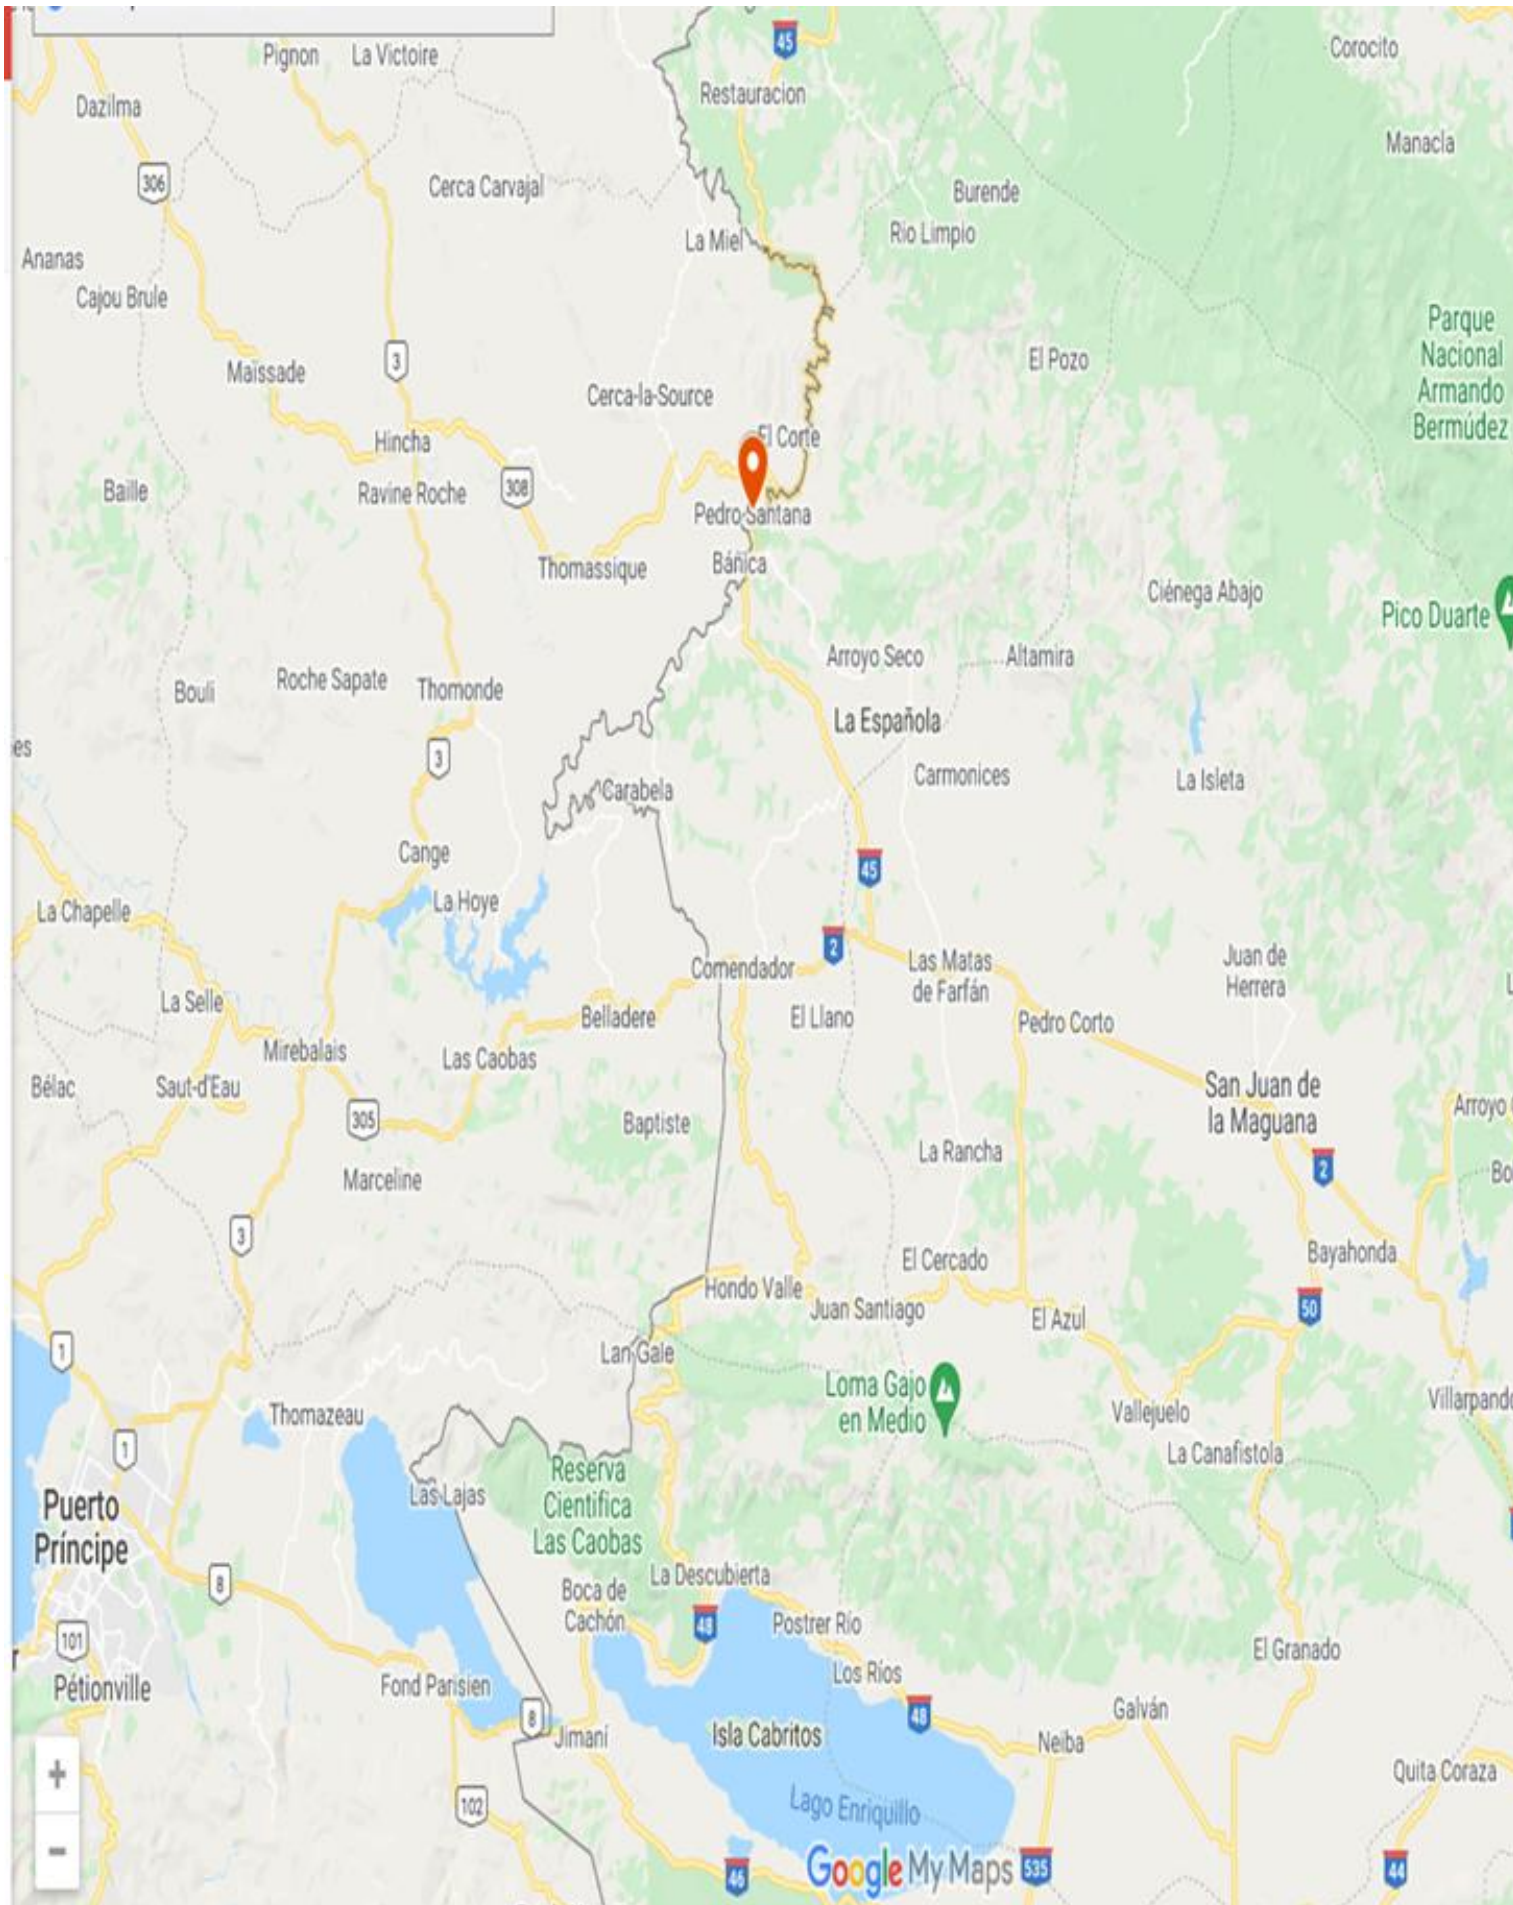 45
Pignon
La Victoire
Corocito
Restauracion
Dazilma
Manacla
306
Cerca Carvajal
Burende
La Miel
Rio Limpio
Ananas
Cajou Brule
Parque
Nacional
Armando
Bermúdez
3
El Pozo
Maïssade
Cerca-la-Source
Hincha
El Corte
Baille
Ravine Roche
308
Pedro Santana
Thomassique
Bánica
Ciénega Abajo
Pico Duarte
Arroyo Seco
Altamira
Bouli
Roche Sapate
Thomonde
La Española
es
3
Carmonices
La Isleta
Carabela
Cange
45
La Hoye
La Chapelle
2
Comendador
Las Matas
de Farfán
Juan de
Herrera
La Selle
Belladere
El Llano
Pedro Corto
Mirebalais
Las Caobas
Bélac
Saut-d'Eau
San Juan de
la Maguana
Arroyo
305
Baptiste
La Rancha
2
Marceline
Bo
3
El Cercado
Bayahonda
Hondo Valle
Juan Santiago
El Azul
50
1
Lan Gale
Loma Gajo
en Medio
Thomazeau
Vallejuelo
Villarpando
1
La Canafistola
Reserva
Cientifica
Las Caobas
Las Lajas
Puerto
Príncipe
8
La Descubierta
Boca de
Cachón
48
Postrer Rio
101
El Granado
Los Ríos
Pétionville
Fond Parisien
8
48
Galván
Jimaní
Isla Cabritos
Neiba
+
Quita Coraza
102
Lago Enriquillo
−
46
Google My Maps
535
44